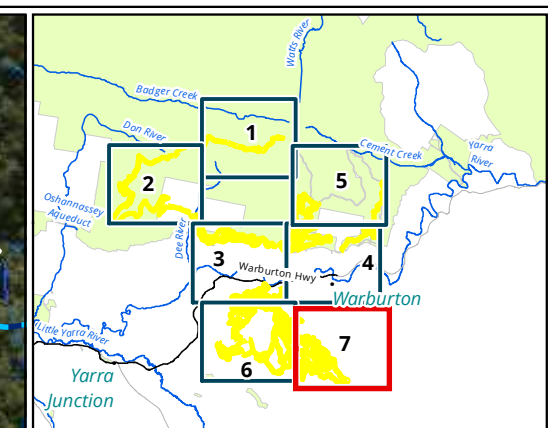 Watts River
Badger Creek
Don River
1
Cement Creek
Yarra
River
2
5
Oshannassey
Aqueduct
Dee River
3
Warburton Hwy
4
Warburton
Little Yarra River
7
6
Yarra
Junction